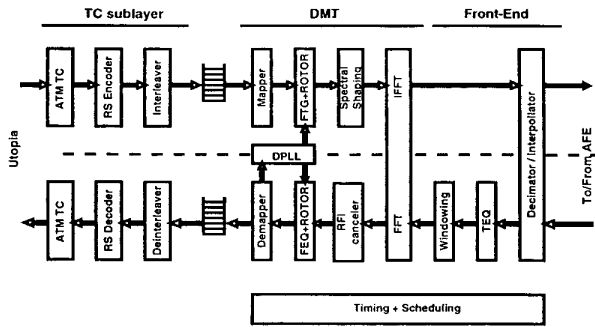 TC sublayer
DMT
Front-End
ATM TC
RS Encoder
Interleaver
Mapper
FTG+ROTOR
Spectral
Shaping
IFFT
Decimator / Interpollator
Utopia
DPLL
To/From AFE
ATM TC
RS Decoder
Deinterleaver
Demapper
FEQ+ROTOR
RFI
canceler
FFT
Windowing
TEQ
Timing + Scheduling